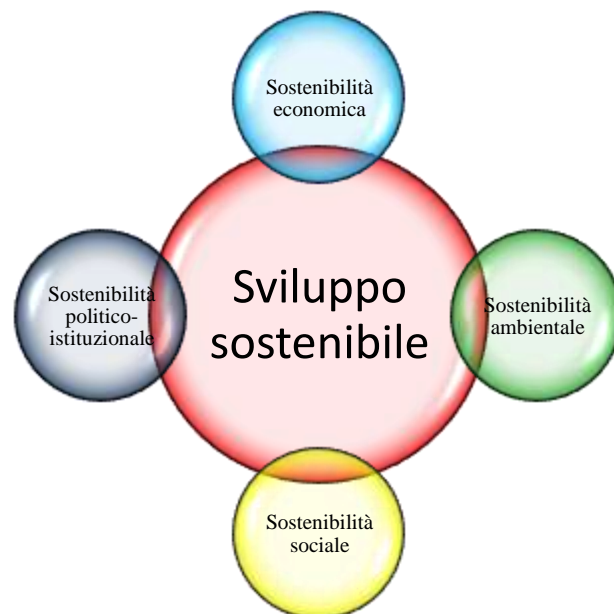 Sostenibilità
economica
Sviluppo
sostenibile
Sostenibilità
politico-
istituzionale
Sostenibilità
ambientale
Sostenibilità
sociale